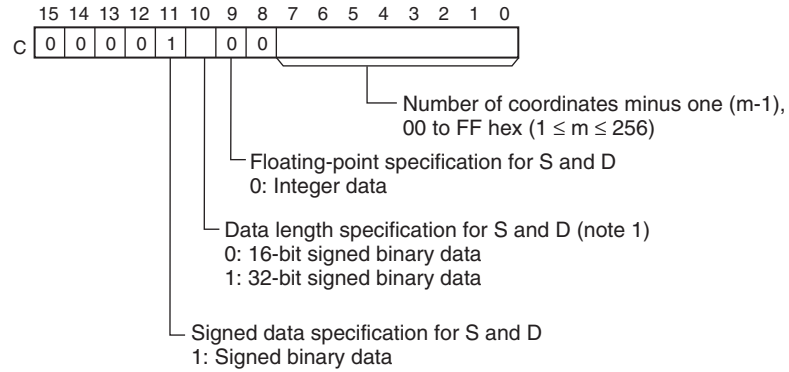 15 14 13 12 11 10 9 8 7 6 5 4 3 2 1 0
C 0 0 0 0 1 0 0
Number of coordinates minus one (m-1),
00 to FF hex (1 ≤ m ≤ 256)
Floating-point specification for S and D
0: Integer data
Data length specification for S and D (note 1)
0: 16-bit signed binary data
1: 32-bit signed binary data
Signed data specification for S and D
1: Signed binary data